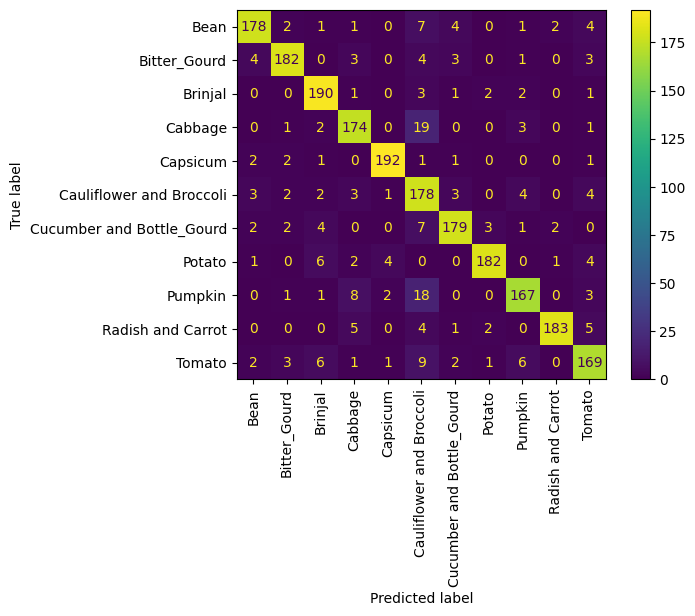 True label
Bean 178 2 1 1 0 7 4 0 1 2 4
Bitter_Gourd 4 182 0 3 0 4 3 0 1 0 3
Brinjal 0 0 190 1 0 3 1 2 2 0 1
Cabbage 0 1 2 174 0 19 0 0 3 0 1
Capsicum 2 2 1 0 192 1 1 0 0 0 1
Cauliflower and Broccoli 3 2 2 3 1 178 3 0 4 0 4
Cucumber and Bottle_Gourd 2 2 4 0 0 7 179 3 1 2 0
Potato 1 0 6 2 4 0 0 182 0 1 4
Pumpkin 0 1 1 8 2 18 0 0 167 0 3
Radish and Carrot 0 0 0 5 0 4 1 2 0 183 5
Tomato 2 3 6 1 1 9 2 1 6 0 169
Bean
Bitter_Gourd
Brinjal
Cabbage
Capsicum
Cauliflower and Broccoli
Cucumber and Bottle_Gourd
Potato
Pumpkin
Radish and Carrot
Tomato
Predicted label
175
150
125
100
75
50
25
0